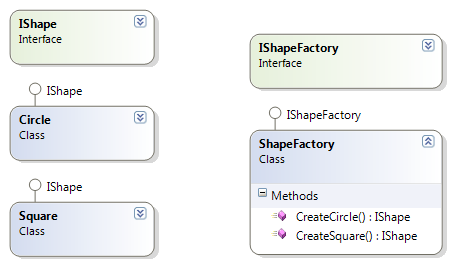 IShape
Interface
IShape
Circle
Class
IShape
Square
Class
IShapeFactory
Interface
IShapeFactory
ShapeFactory
Class
Methods
CreateCircle() : IShape
CreateSquare() : IShape